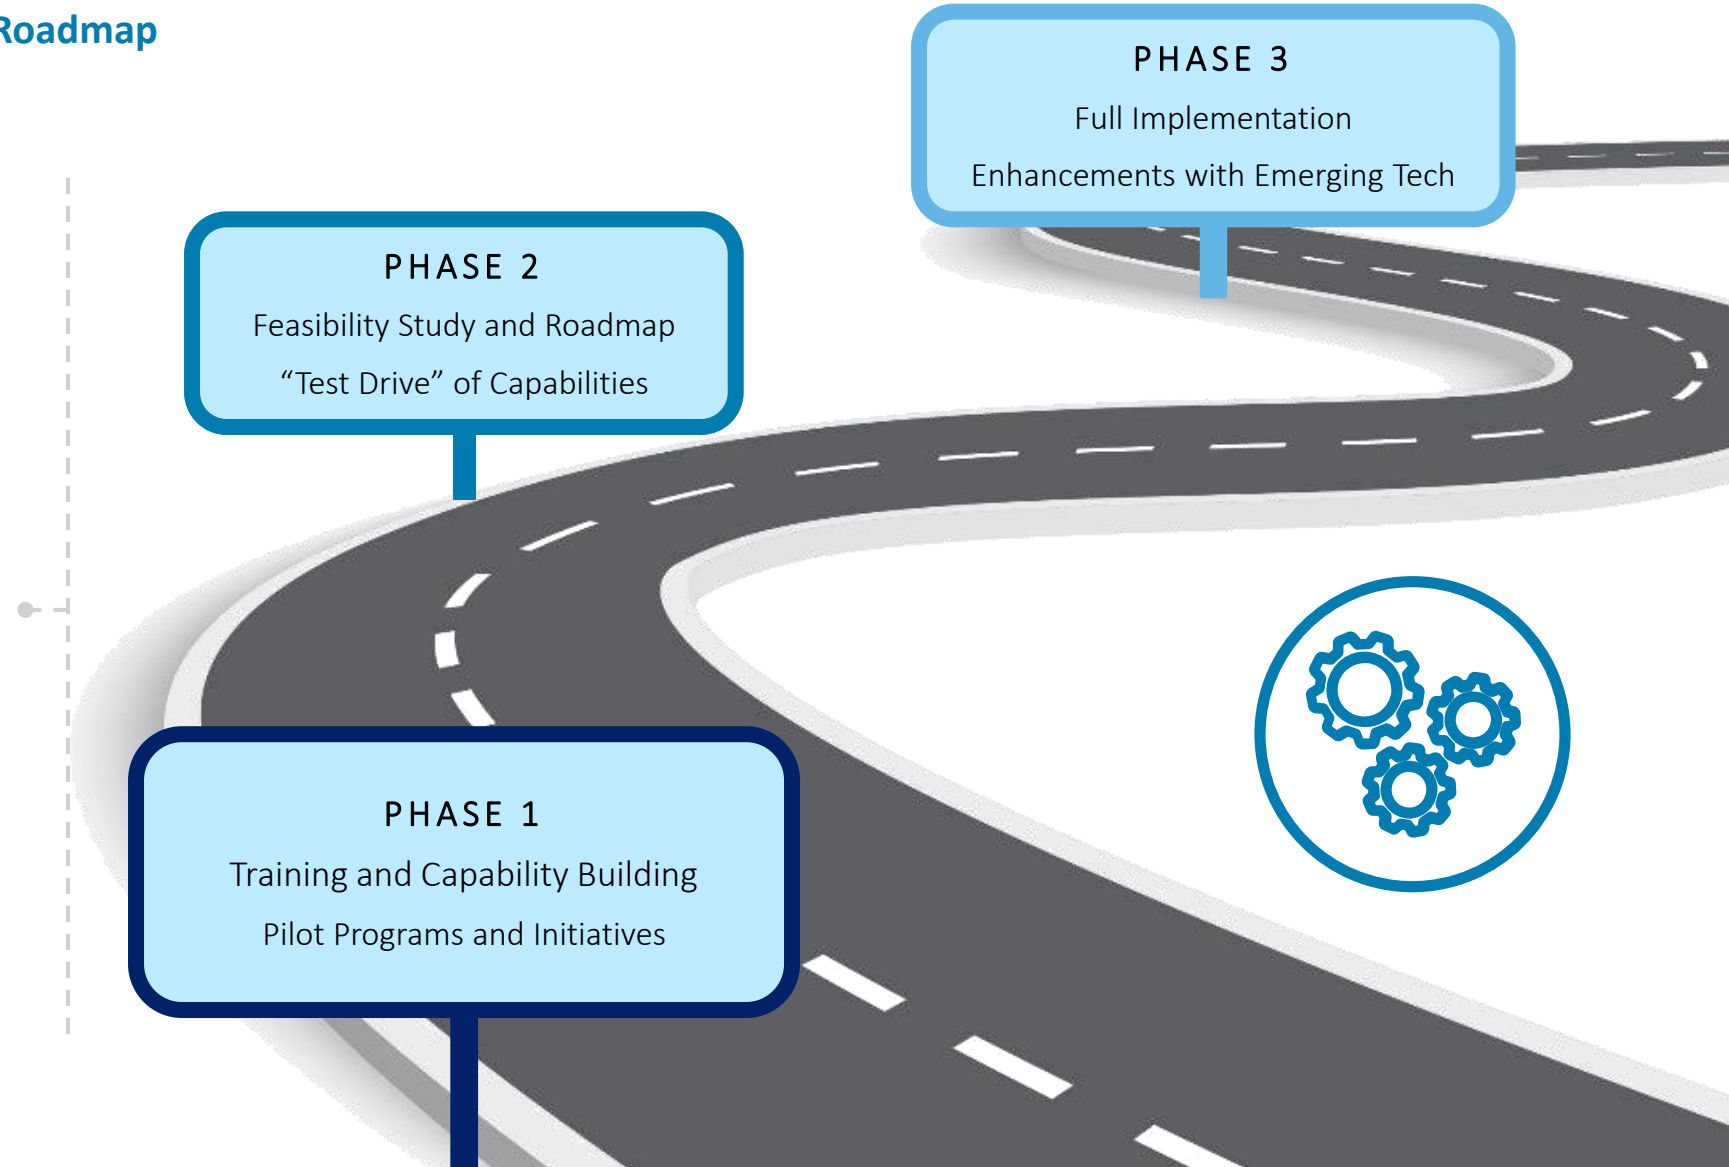 Roadmap
PHASE 3
Full Implementation
Enhancements with Emerging Tech
PHASE 2
Feasibility Study and Roadmap
“Test Drive” of Capabilities
PHASE 1
Training and Capability Building
Pilot Programs and Initiatives